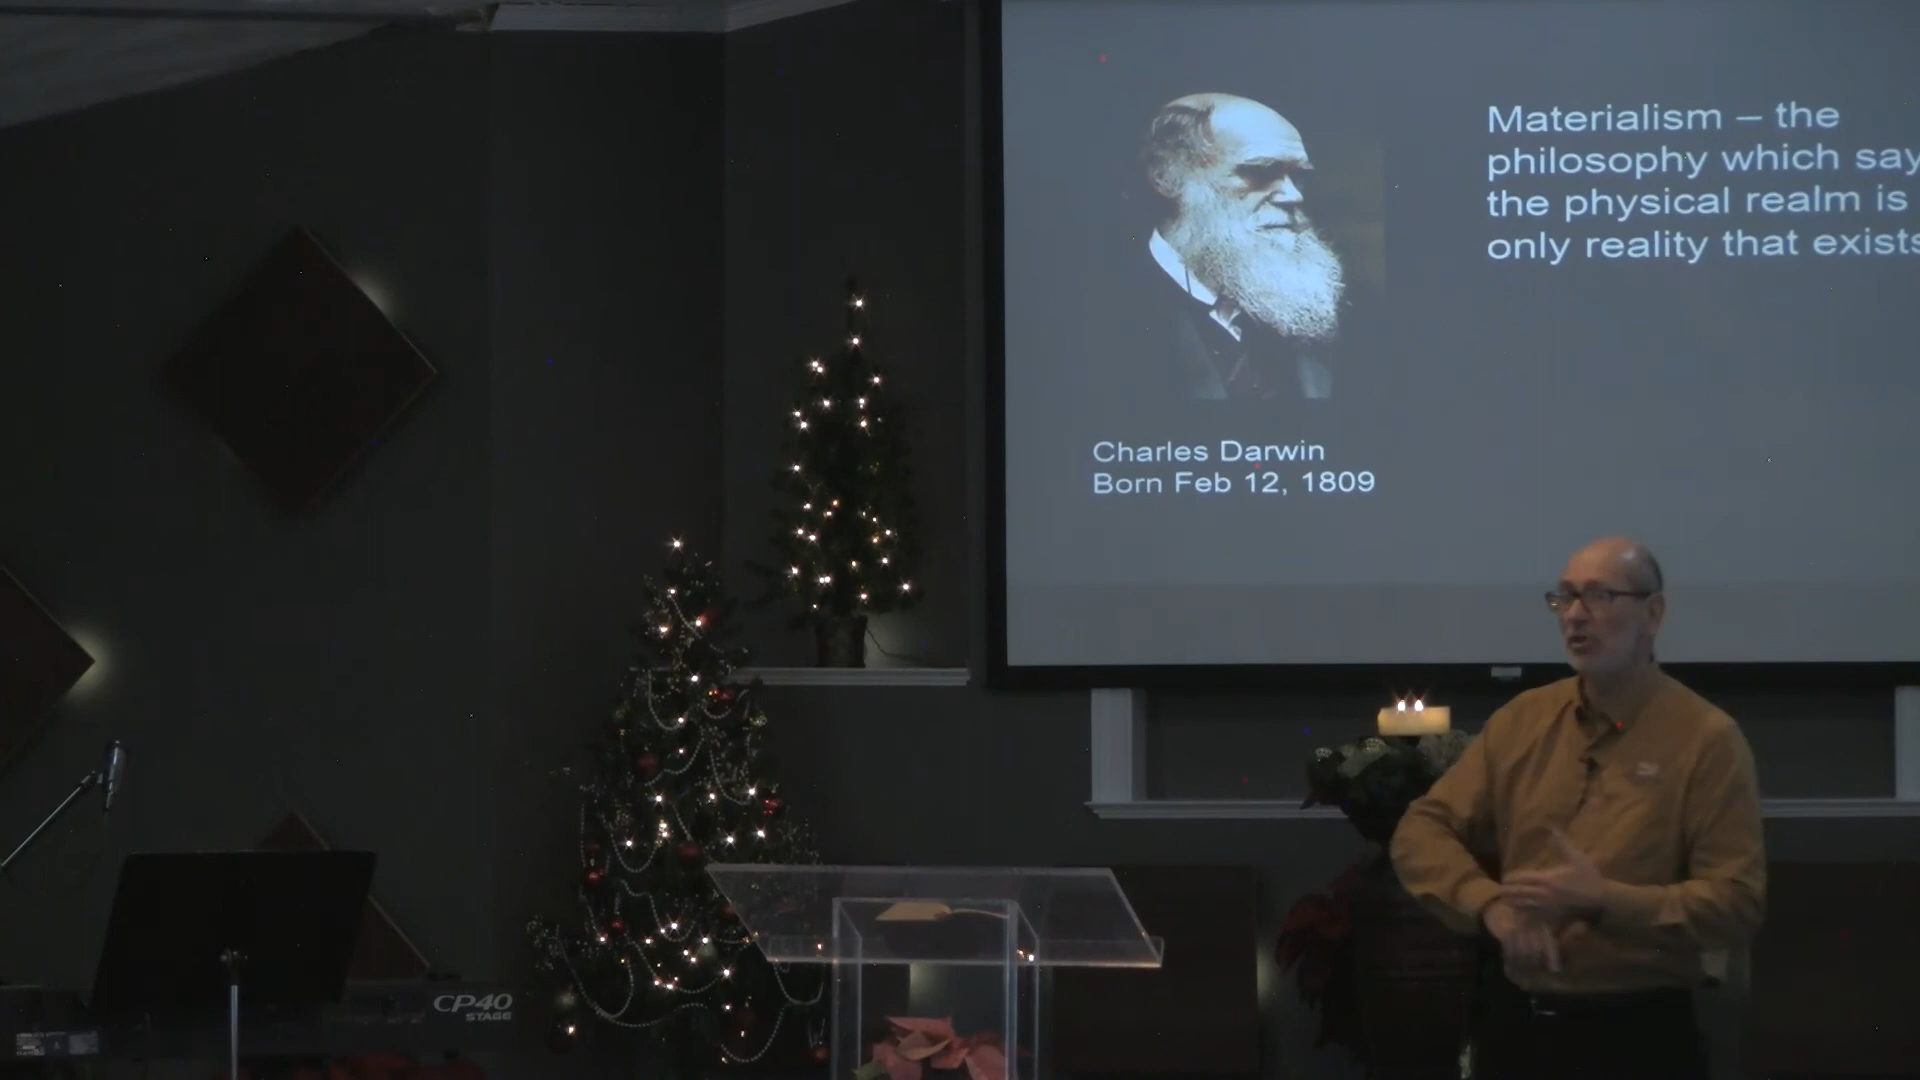 Materialism – the
philosophy which say
the physical realm is
only reality that exists
Charles Darwin
Born Feb 12, 1809
CP40
STAGE